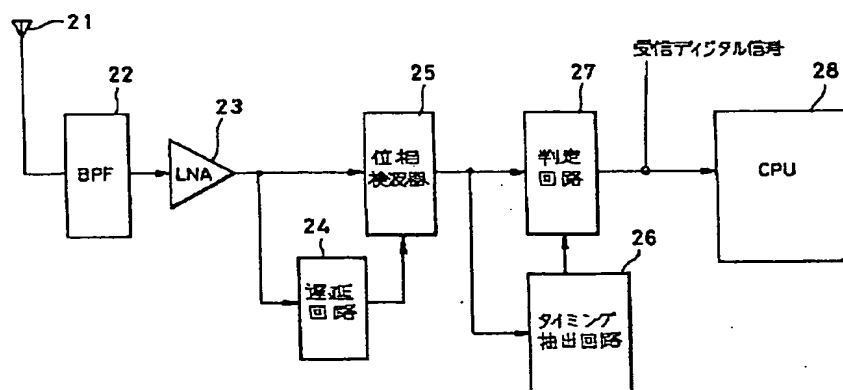 21
22
BPF
23
LNA
24
遅延
回路
25
位相
検波器
27
判定
回路
受信ディジタル信号
28
CPU
26
タイミング
抽出回路